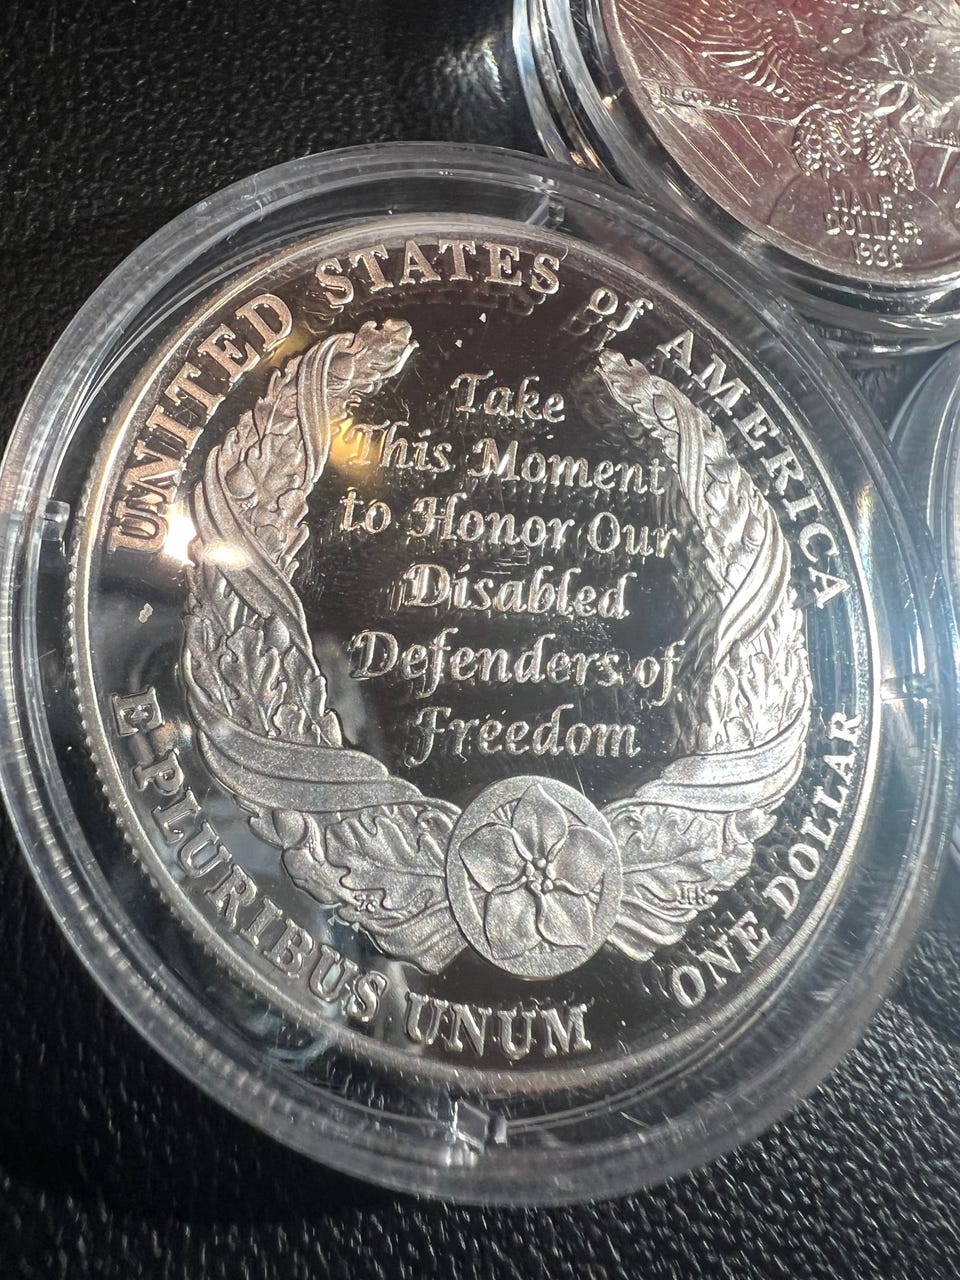 UNITED STATES of AMERICA
Take
This Moment
to Honor Our
Disabled
Defenders of
Freedom
E PLURIBUS UNUM
ONE DOLLAR
HALF
DOLLAR